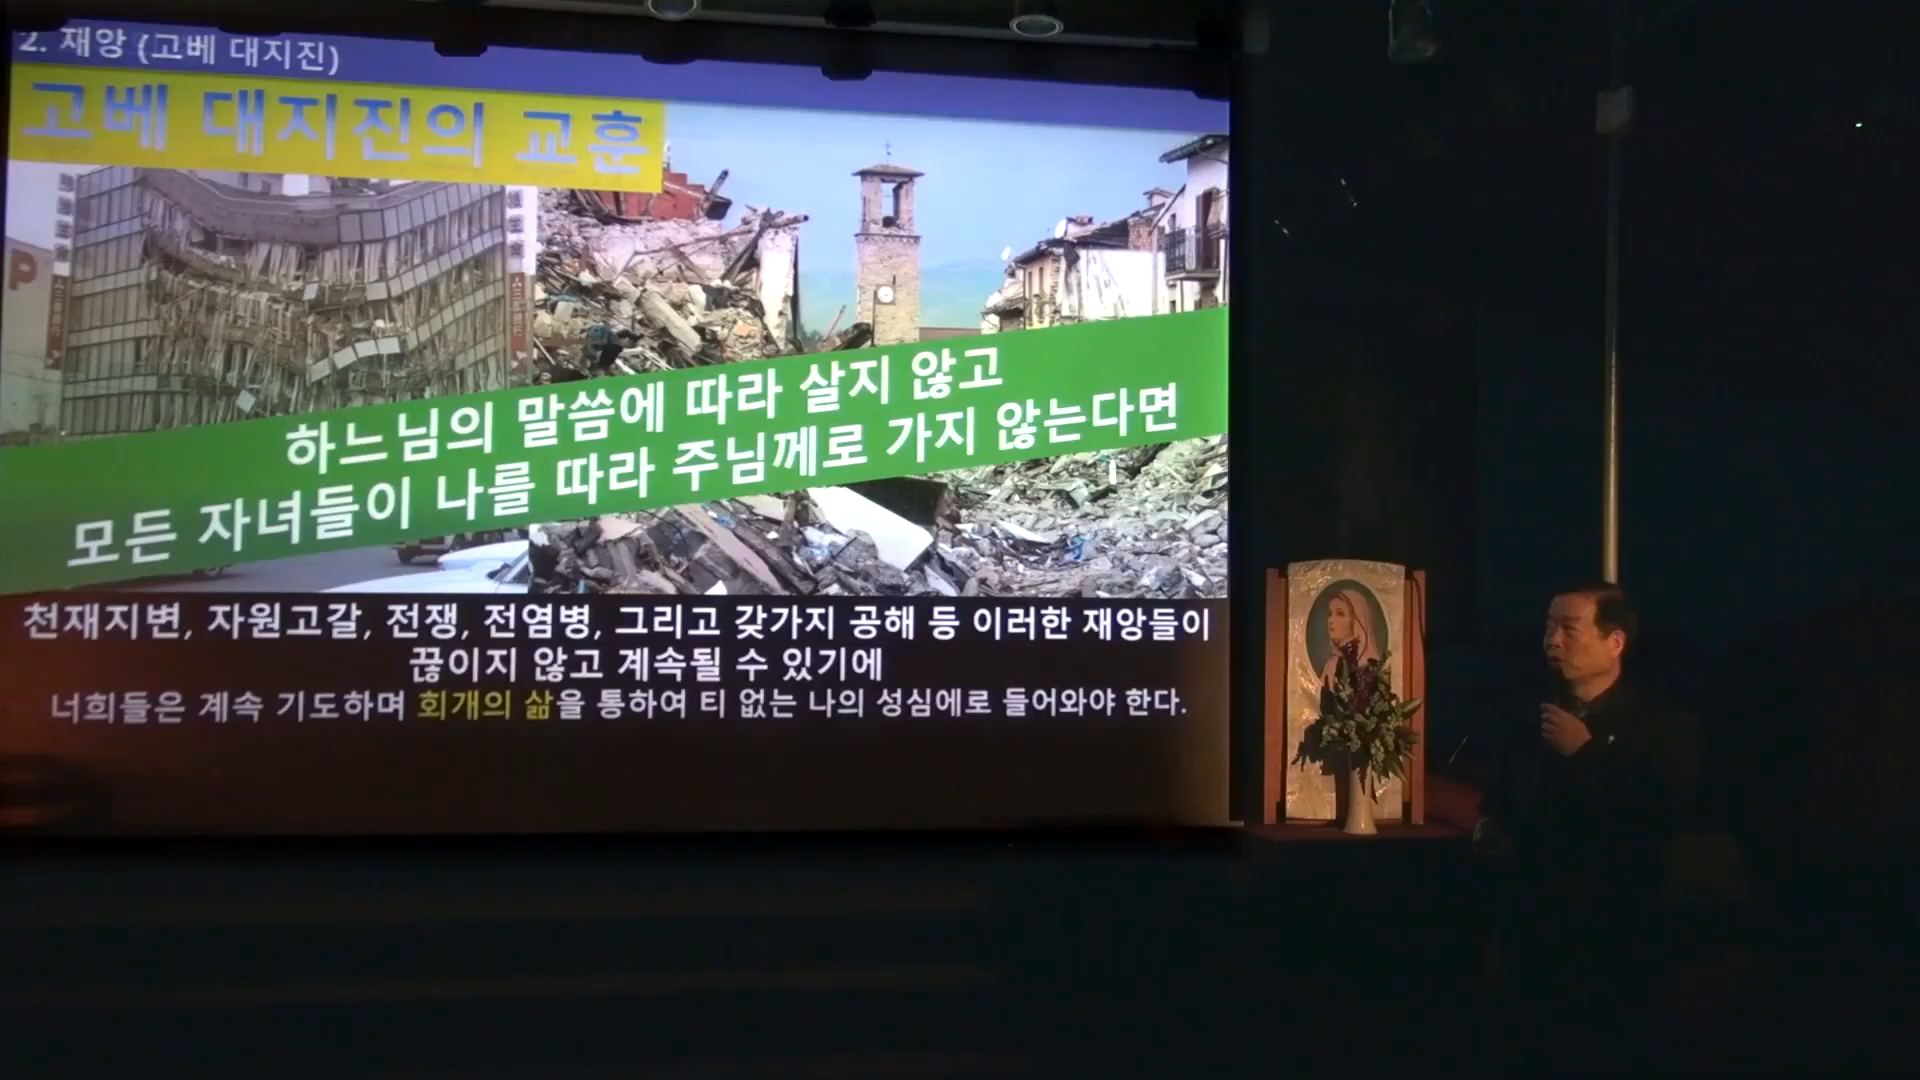 2. 재앙 (고베 대지진)
고베 대지진의 교훈
P
하느님의 말씀에 따라 살지 않고
모든 자녀들이 나를 따라 주님께로 가지 않는다면
천재지변, 자원고갈, 전쟁, 전염병, 그리고 갖가지 공해 등 이러한 재앙들이
끊이지 않고 계속될 수 있기에
너희들은 계속 기도하며 회개의 삶을 통하여 티 없는 나의 성심에로 들어와야 한다.